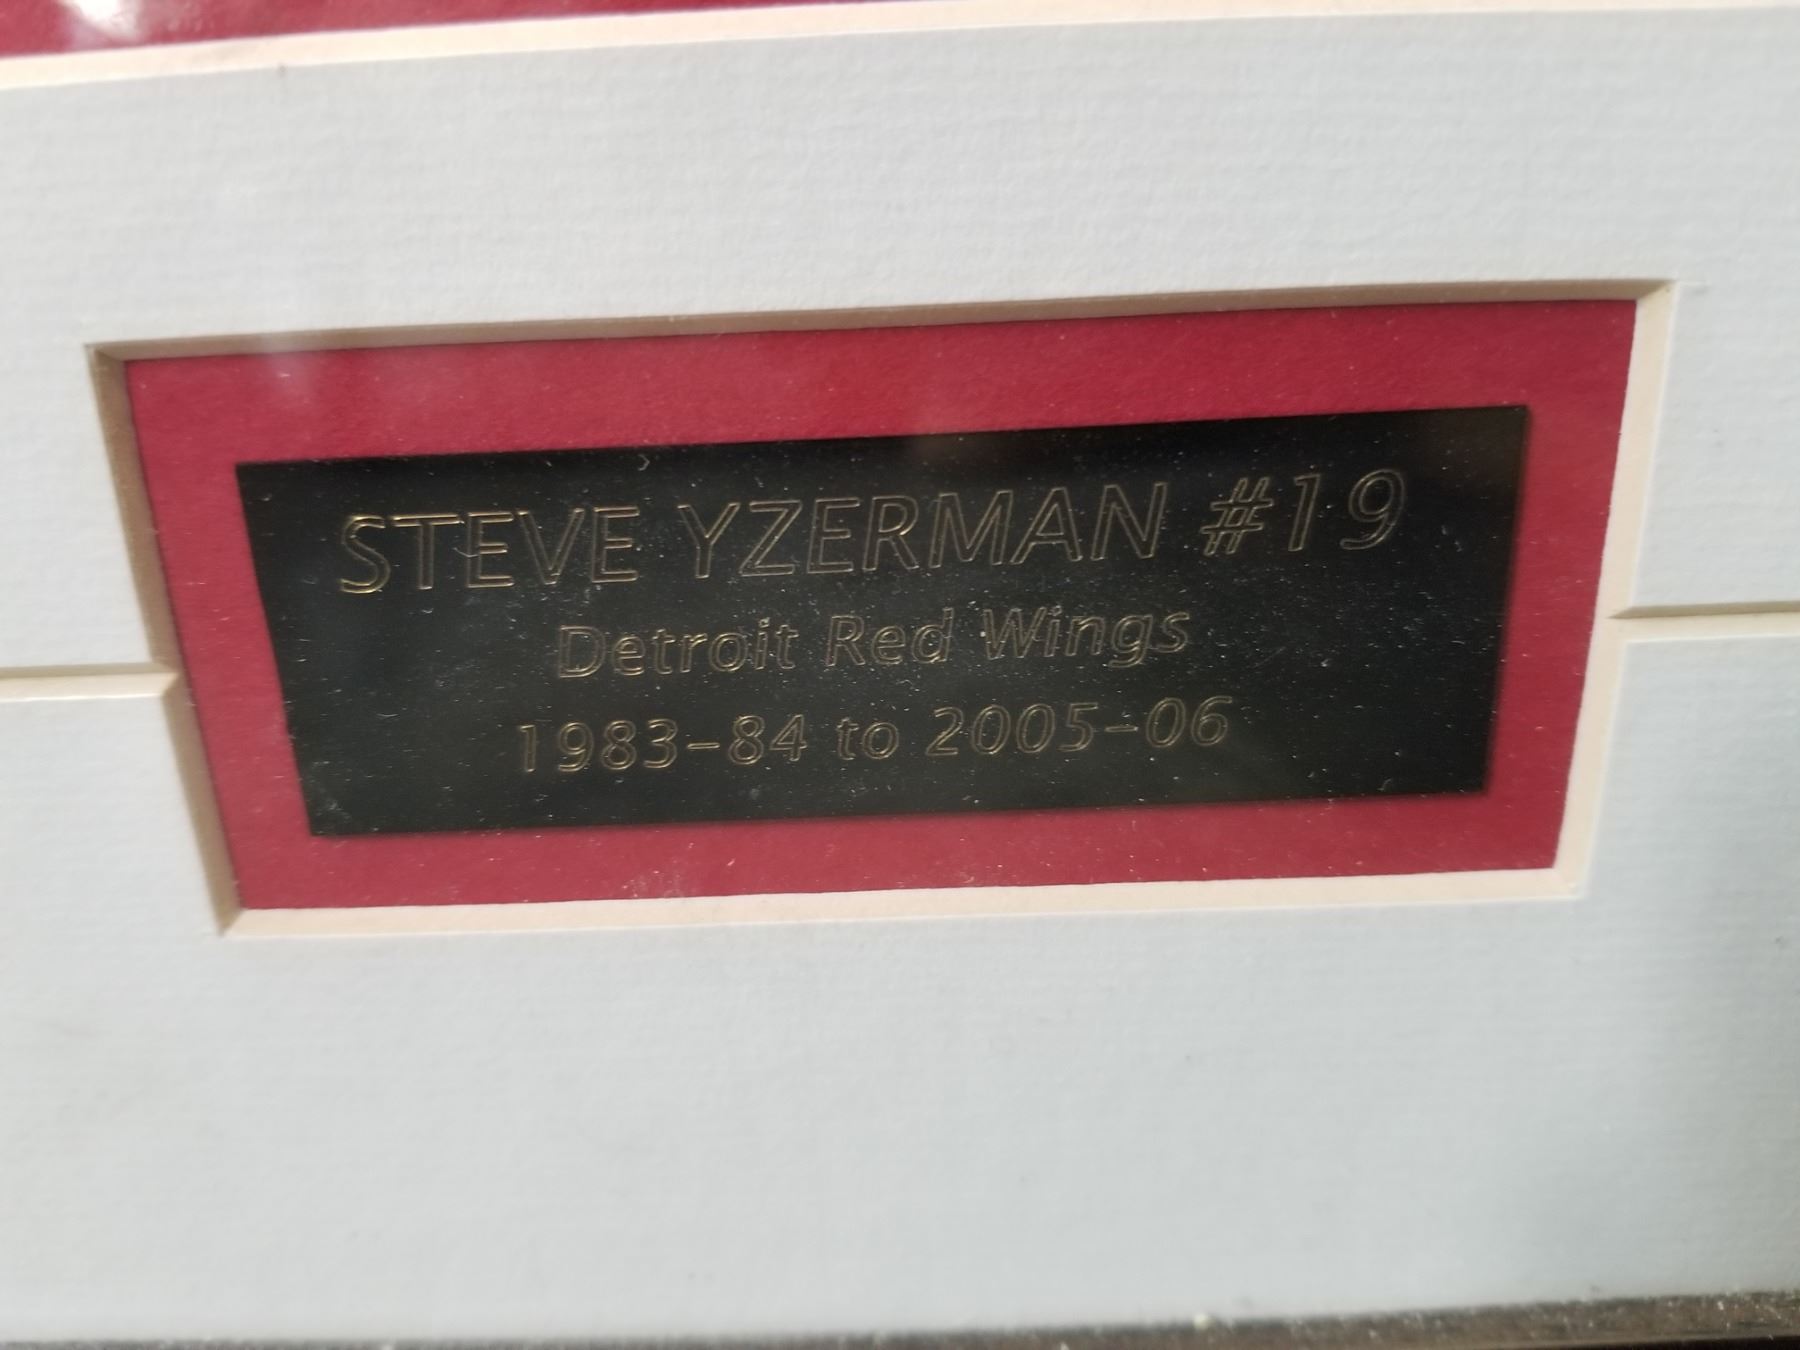 STEVE YZERMAN #19
Detroit Red Wings
1983-84 to 2005-06